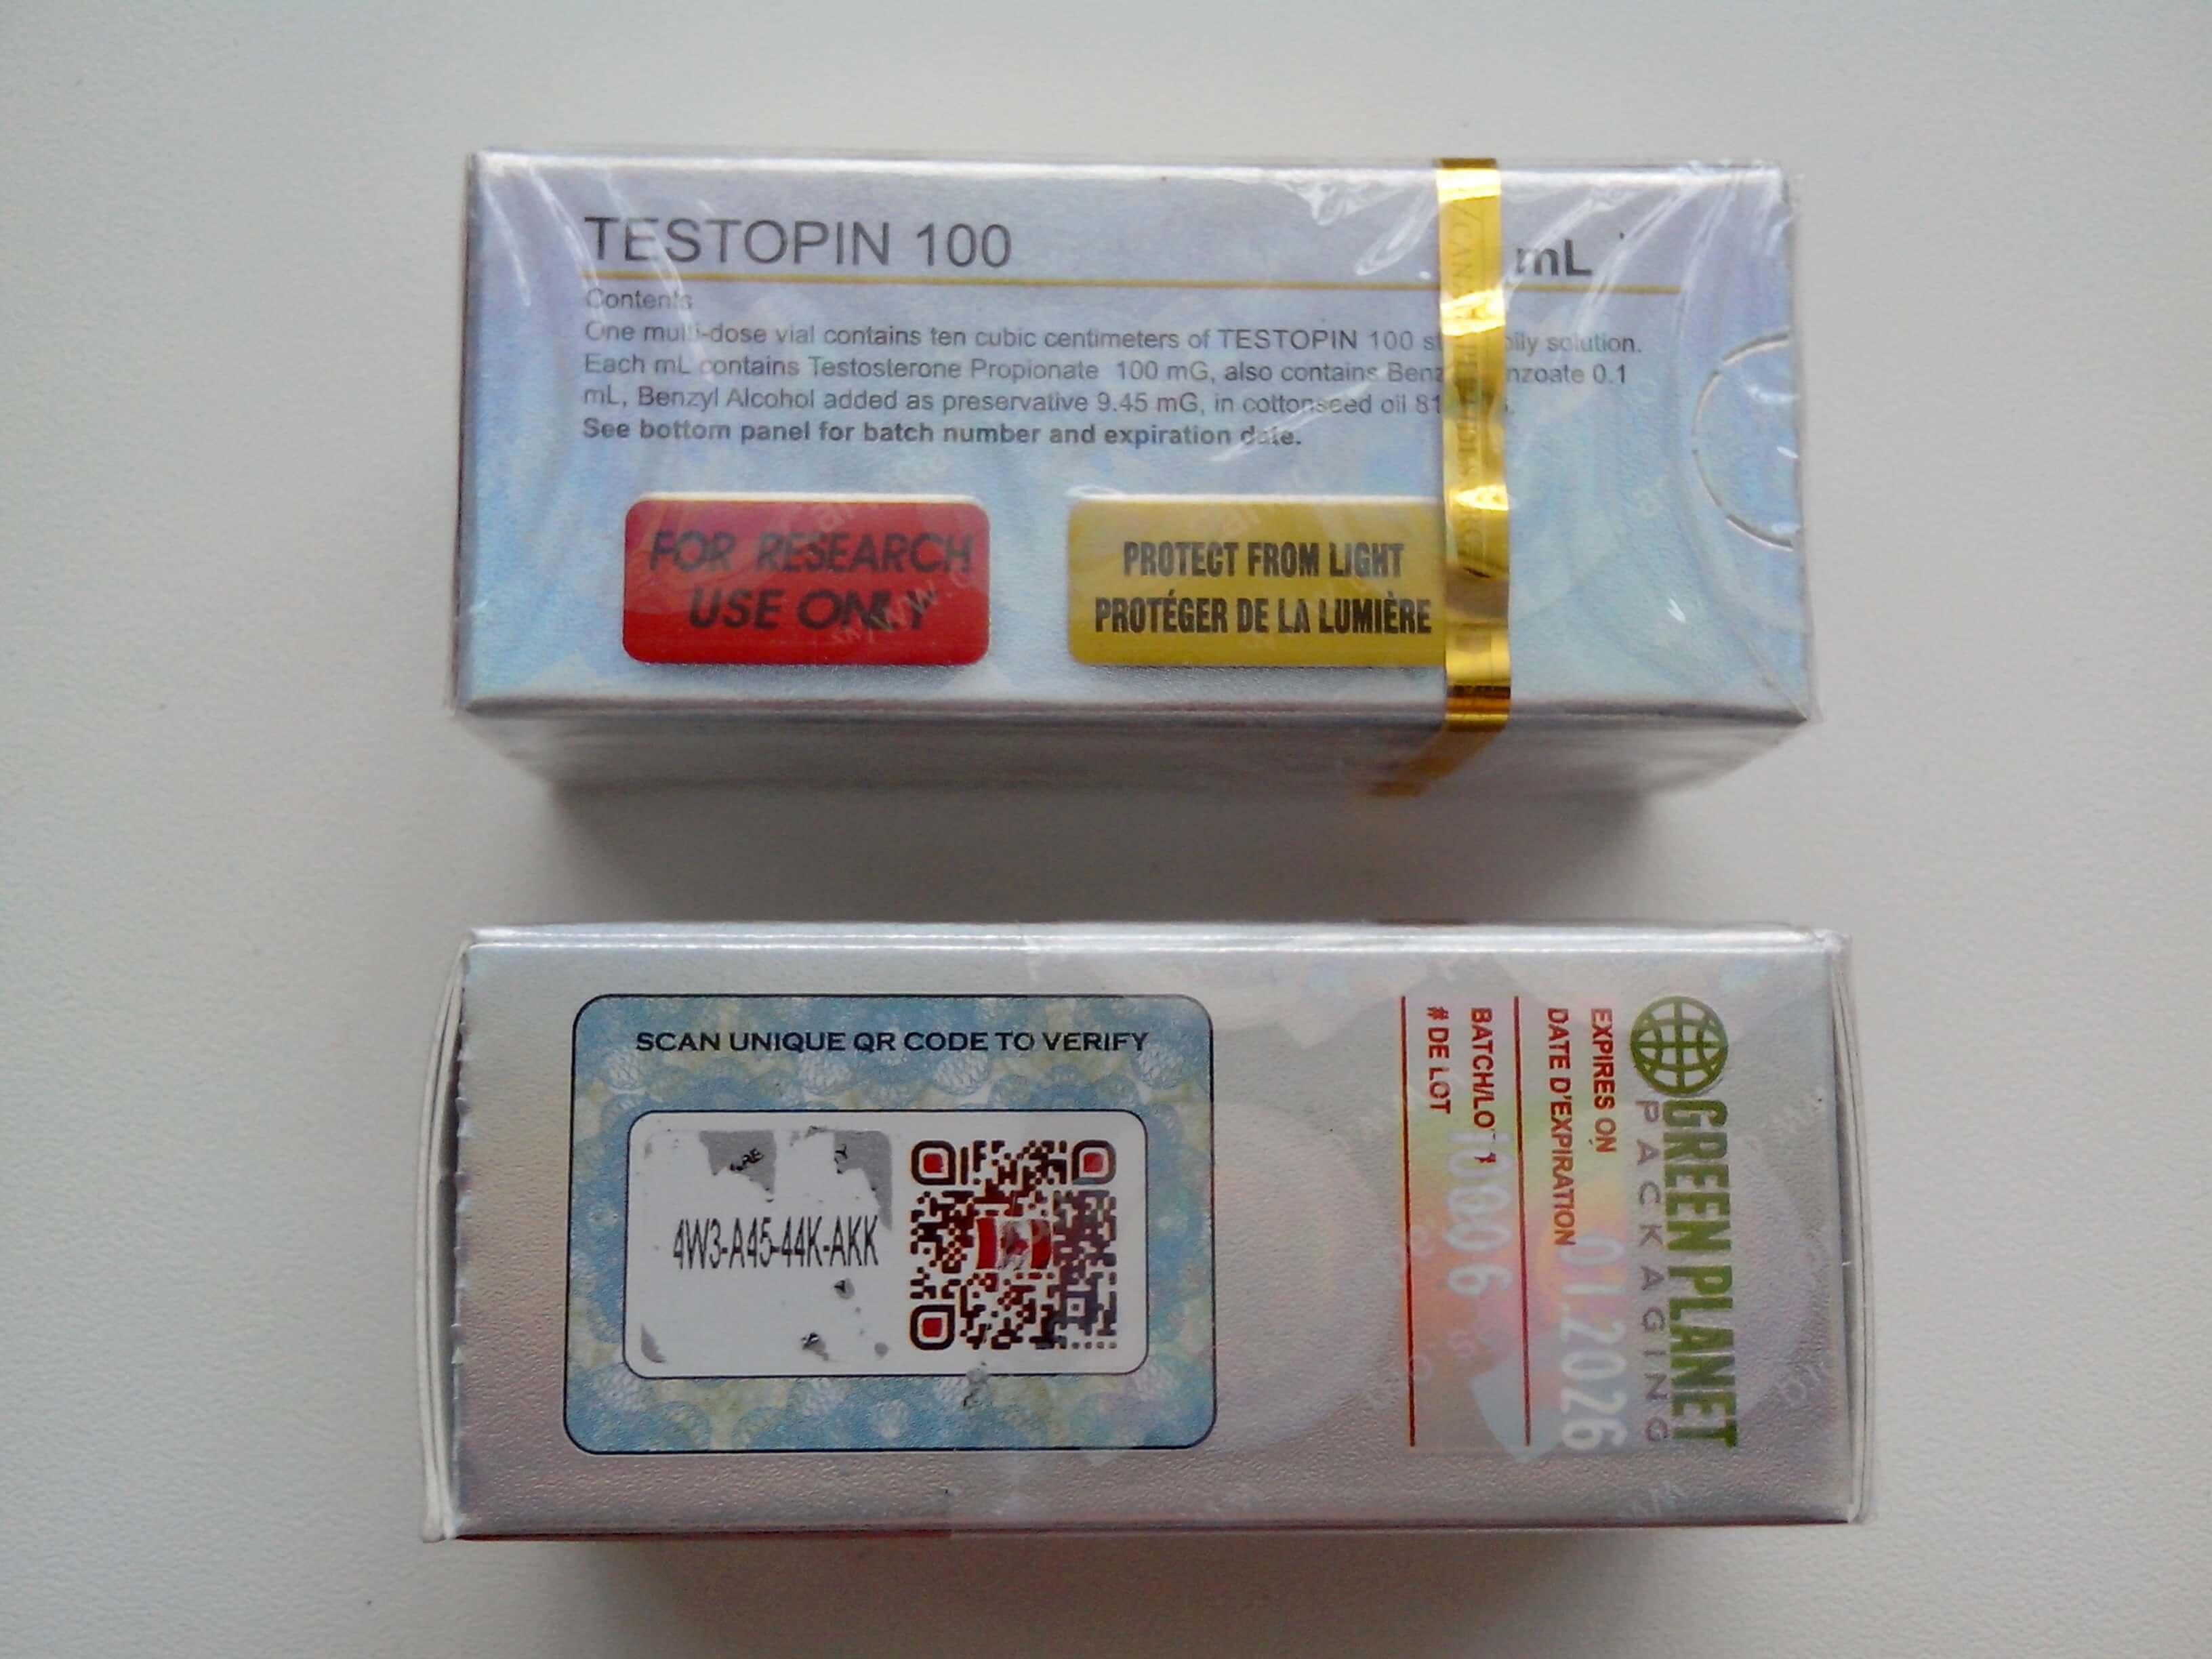 TESTOPIN 100
mL
Contents
One multi-dose vial contains ten cubic centimeters of TESTOPIN 100 oily solution.
Each mL contains Testosterone Propionate 100 mG, also contains 0.1
mL, Benzyl Alcohol added as preservative 9.45 mG, in cottonseed oil
See bottom panel for batch number and expiration date.
FOR RESEARCH
USE ONLY
PROTECT FROM LIGHT
PROTÉGER DE LA LUMIÈRE
SCAN UNIQUE QR CODE TO VERIFY
4W3-A45-44K-AKK
GREEN PLANET
PACKAGING
EXPIRES ON
DATE D'EXPIRATION
01.2026
BATCH/LOT
# DE LOT